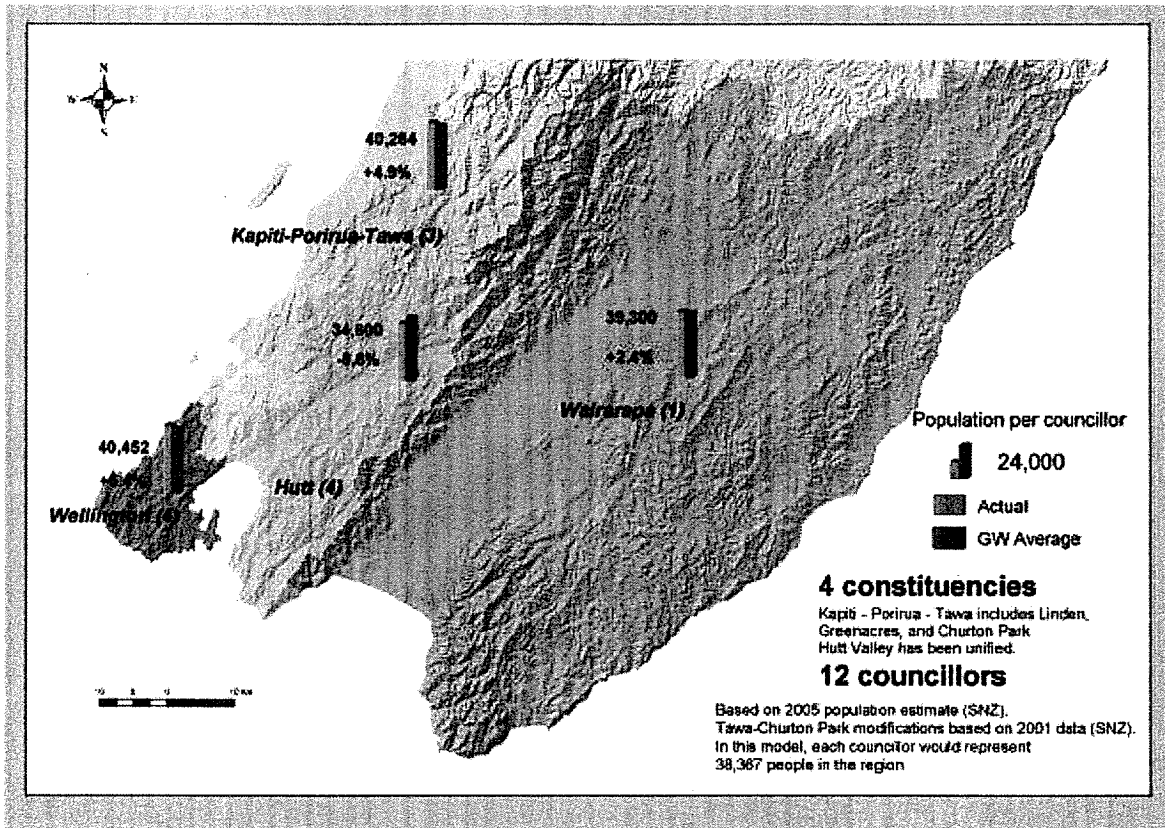 N
W E
S
40,264
+4.9%
Kapiti-Porirua-Tawa (3)
34,600
39,300
+2.4%
Wairarapa (1)
40,452
Hutt (4)
Wellington
Population per councillor
24,000
Actual
GW Average
4 constituencies
Kapiti - Porirua - Tawa includes Linden,
Greenacres, and Churton Park
Hutt Valley has been unified.
12 councillors
Based on 2005 population estimate (SNZ).
Tawa-Churton Park modifications based on 2001 data (SNZ).
In this model, each councillor would represent
38,367 people in the region